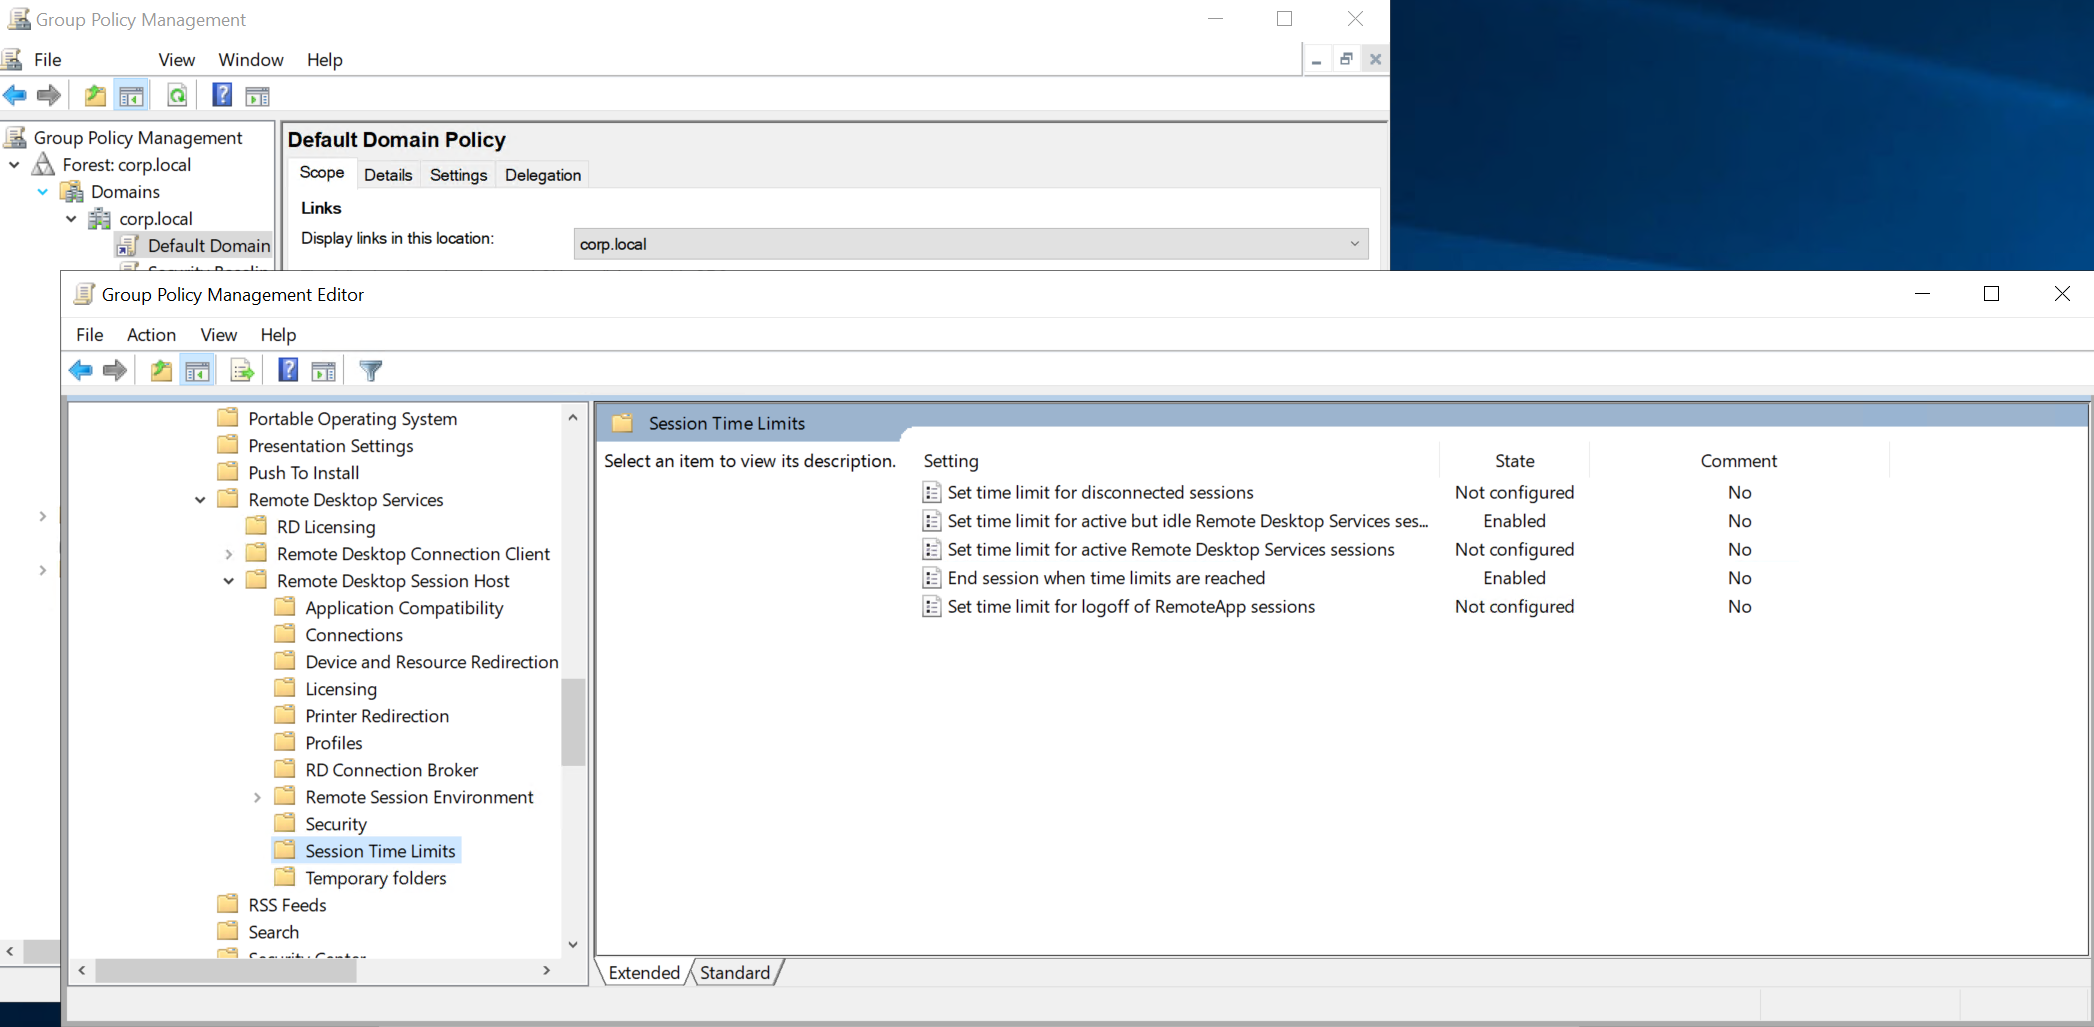 Group Policy Management
File View Window Help
Group Policy Management
Forest: corp.local
Domains
corp.local
Default Domain
Default Domain Policy
Scope Details Settings Delegation
Links
Display links in this location:
corp.local
Group Policy Management Editor
File Action View Help
Portable Operating System
Presentation Settings
Push To Install
Remote Desktop Services
RD Licensing
Remote Desktop Connection Client
Remote Desktop Session Host
Application Compatibility
Connections
Device and Resource Redirection
Licensing
Printer Redirection
Profiles
RD Connection Broker
Remote Session Environment
Security
Session Time Limits
Temporary folders
RSS Feeds
Search
Security Center
Session Time Limits
Select an item to view its description.
Setting State Comment
Set time limit for disconnected sessions Not configured No
Set time limit for active but idle Remote Desktop Services ses... Enabled No
Set time limit for active Remote Desktop Services sessions Not configured No
End session when time limits are reached Enabled No
Set time limit for logoff of RemoteApp sessions Not configured No
Extended Standard